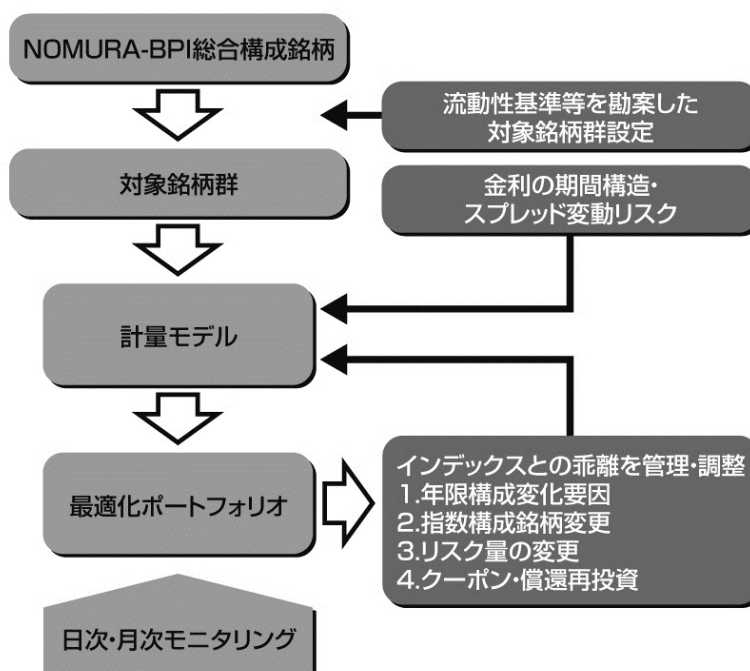 NOMURA-BPI総合構成銘柄
流動性基準等を勘案した
対象銘柄群設定
対象銘柄群
金利の期間構造・
スプレッド変動リスク
計量モデル
最適化ポートフォリオ
インデックスとの乖離を管理・調整
1.年限構成変化要因
2.指数構成銘柄変更
3.リスク量の変更
4.クーポン・償還再投資
日次・月次モニタリング